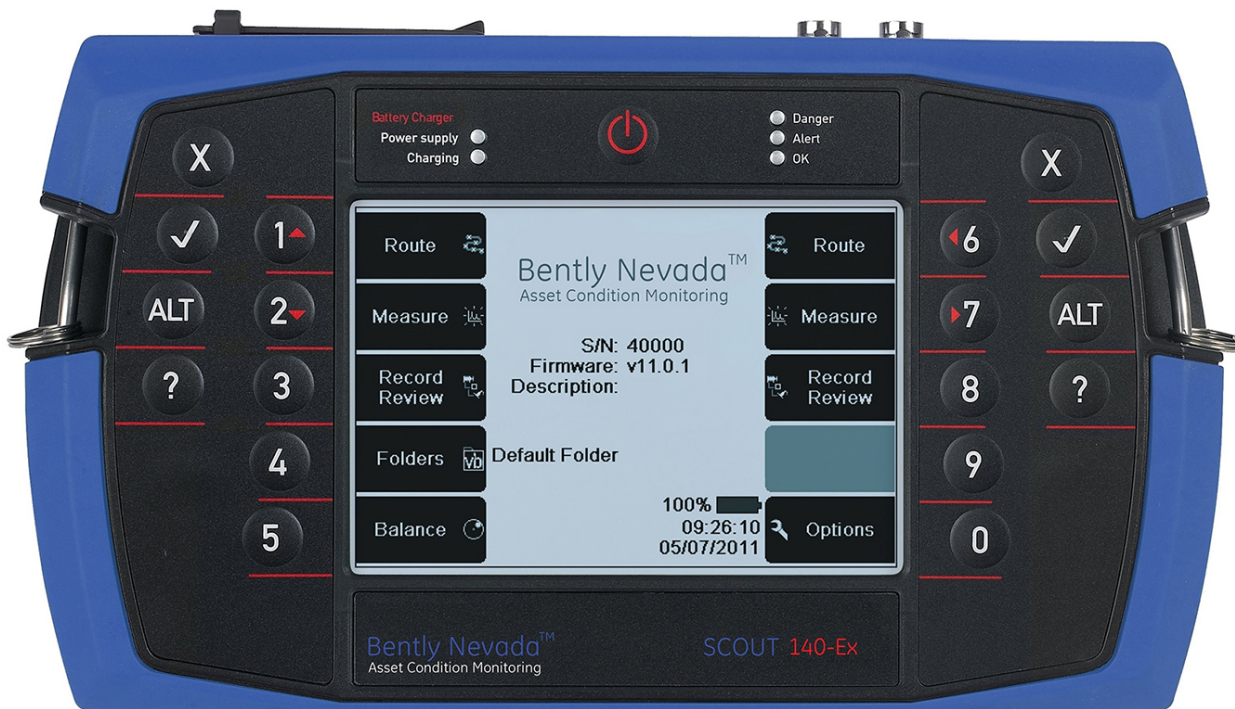 Battery Charger
Power supply
Charging
Danger
Alert
OK
X
✓
ALT
?
1
2
3
4
5
Route
Measure
Record
Review
Folders
VD
Balance
Bently Nevada™
Asset Condition Monitoring
S/N: 40000
Firmware: v11.0.1
Description:
Default Folder
100%
09:26:10
05/07/2011
Route
Measure
Record
Review
Options
6
7
8
9
0
X
✓
ALT
?
Bently Nevada™
Asset Condition Monitoring
SCOUT 140-Ex